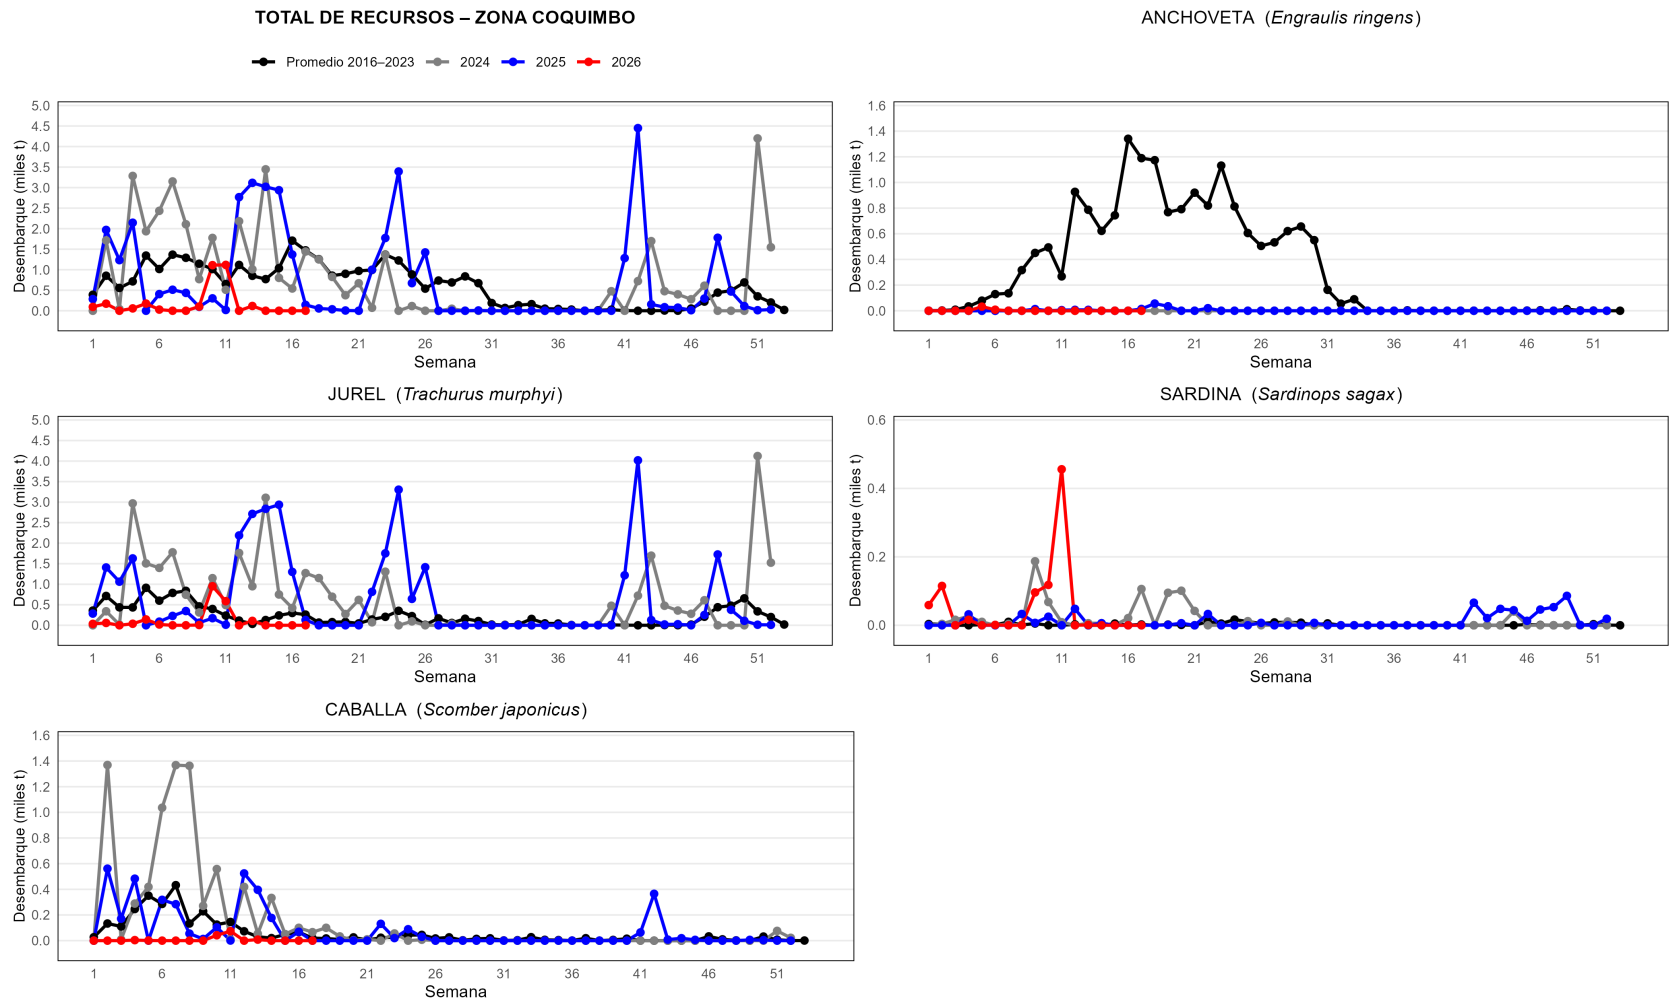 TOTAL DE RECURSOS – ZONA COQUIMBO
Promedio 2016–2023 2024 2025 2026
5.0
4.5
4.0
3.5
3.0
2.5
2.0
1.5
1.0
0.5
0.0
Desembarque (miles t)
1 6 11 16 21 26 31 36 41 46 51
Semana
ANCHOVETA (Engraulis ringens)
1.6
1.4
1.2
1.0
0.8
0.6
0.4
0.2
0.0
Desembarque (miles t)
1 6 11 16 21 26 31 36 41 46 51
Semana
JUREL (Trachurus murphyi)
5.0
4.5
4.0
3.5
3.0
2.5
2.0
1.5
1.0
0.5
0.0
Desembarque (miles t)
1 6 11 16 21 26 31 36 41 46 51
Semana
SARDINA (Sardinops sagax)
0.6
0.4
0.2
0.0
Desembarque (miles t)
1 6 11 16 21 26 31 36 41 46 51
Semana
CABALLA (Scomber japonicus)
1.6
1.4
1.2
1.0
0.8
0.6
0.4
0.2
0.0
Desembarque (miles t)
1 6 11 16 21 26 31 36 41 46 51
Semana